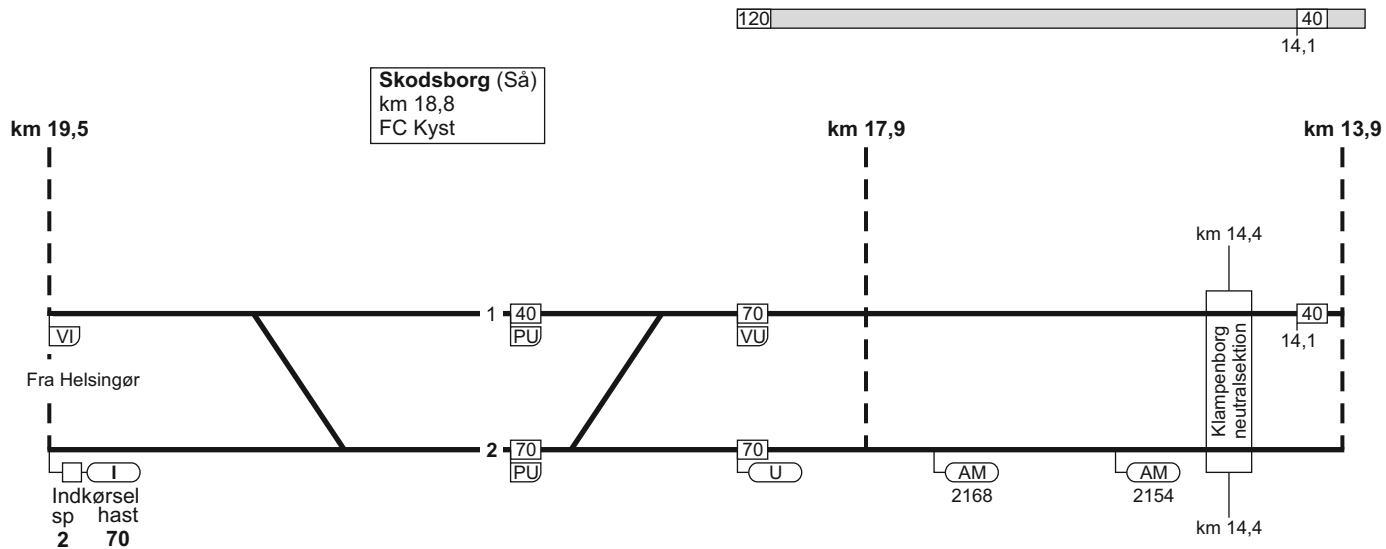 120
40
14,1
Skodsborg (Så)
km 18,8
FC Kyst
km 19,5
km 17,9
km 13,9
km 14,4
1
40
70
40
VI
PU
VU
14,1
Fra Helsingør
Klampenborg
neutralsektion
2
70
70
I
PU
U
AM
AM
Indkørsel
2168
2154
sp hast
2 70
km 14,4